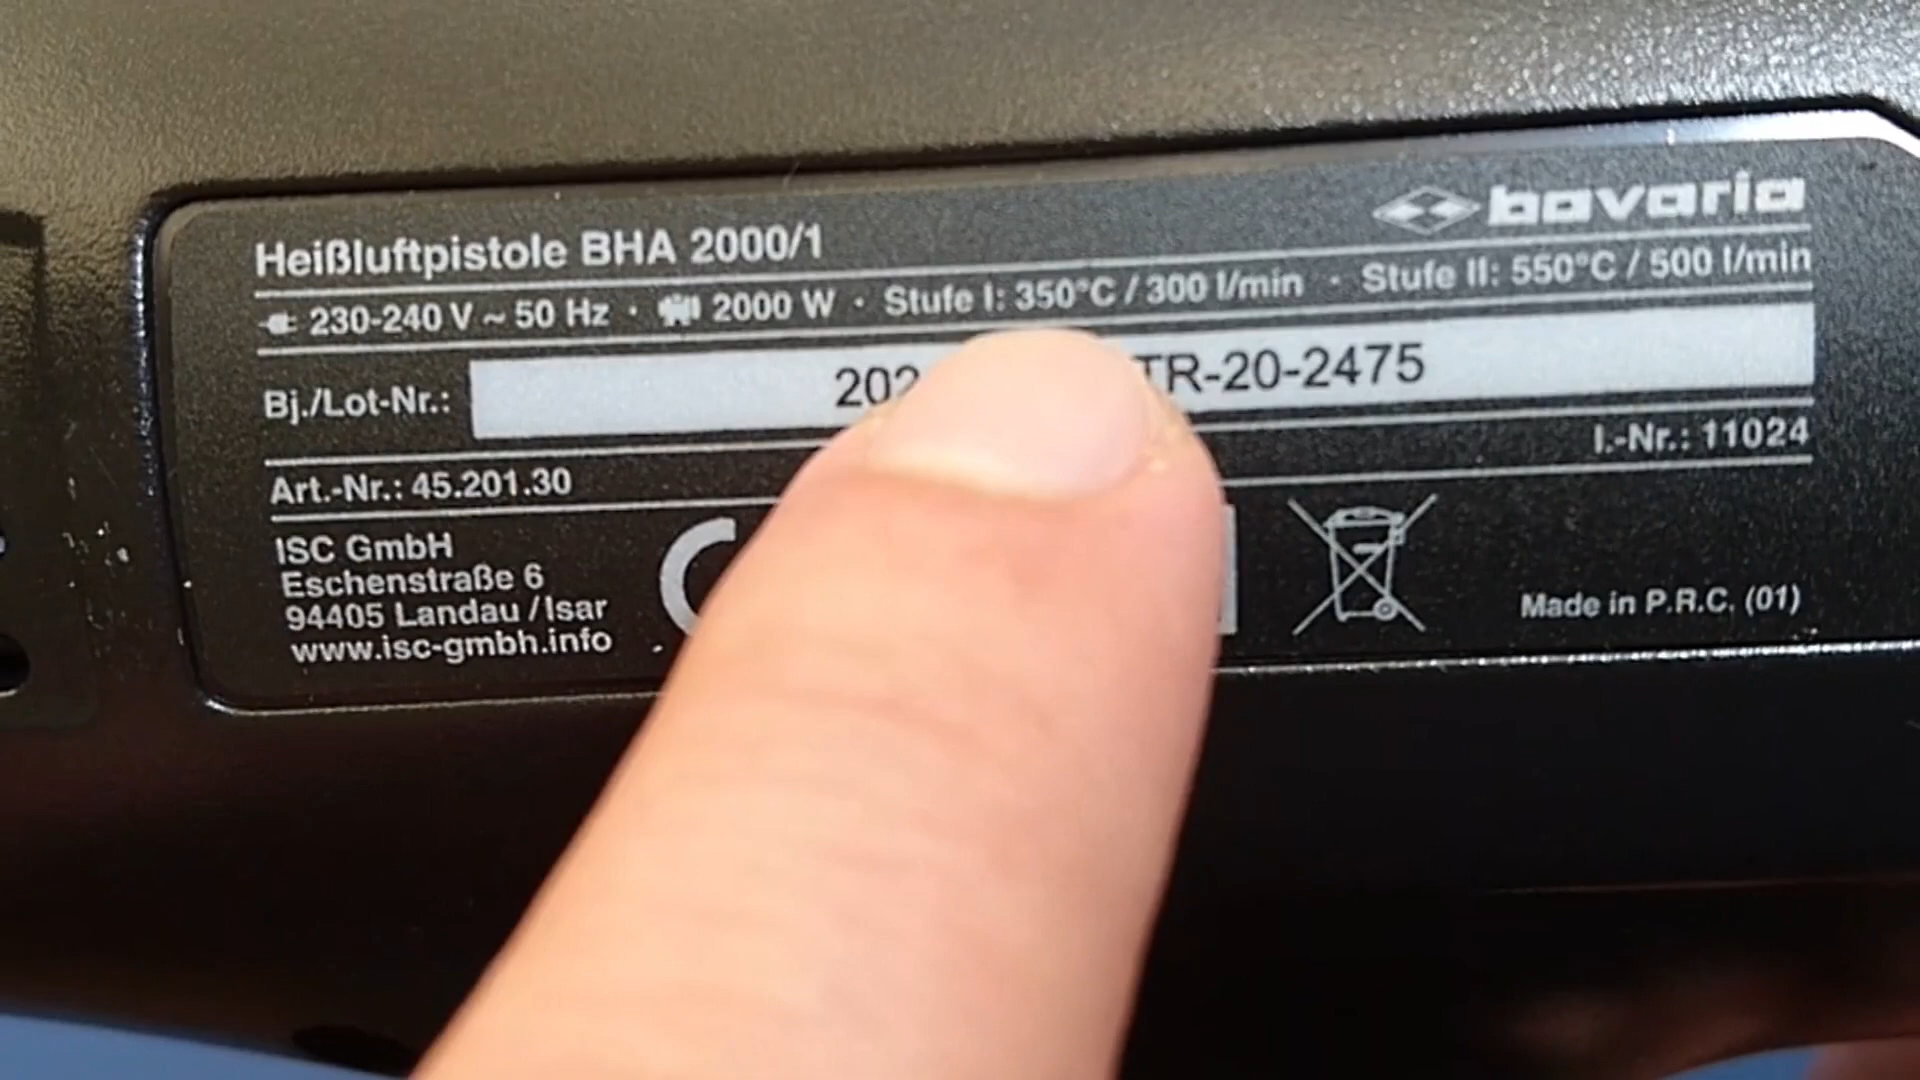 bavaria
Heißluftpistole BHA 2000/1
230-240 V ~ 50 Hz · 2000 W · Stufe I: 350°C / 300 l/min · Stufe II: 550°C / 500 l/min
Bj./Lot-Nr.: 202 TR-20-2475
I.-Nr.: 11024
Art.-Nr.: 45.201.30
ISC GmbH
Eschenstraße 6
94405 Landau / Isar
www.isc-gmbh.info
Made in P.R.C. (01)